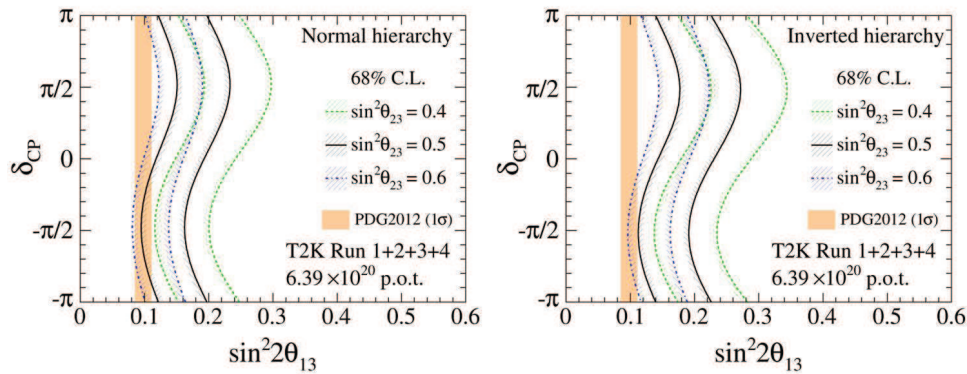 π
π/2
0
-π/2
-π
δCP
Normal hierarchy
68% C.L.
sin²θ₂₃ = 0.4
sin²θ₂₃ = 0.5
sin²θ₂₃ = 0.6
PDG2012 (1σ)
T2K Run 1+2+3+4
6.39×10²⁰ p.o.t.
0 0.1 0.2 0.3 0.4 0.5 0.6
sin²2θ₁₃
π
π/2
0
-π/2
-π
δCP
Inverted hierarchy
68% C.L.
sin²θ₂₃ = 0.4
sin²θ₂₃ = 0.5
sin²θ₂₃ = 0.6
PDG2012 (1σ)
T2K Run 1+2+3+4
6.39×10²⁰ p.o.t.
0 0.1 0.2 0.3 0.4 0.5 0.6
sin²2θ₁₃